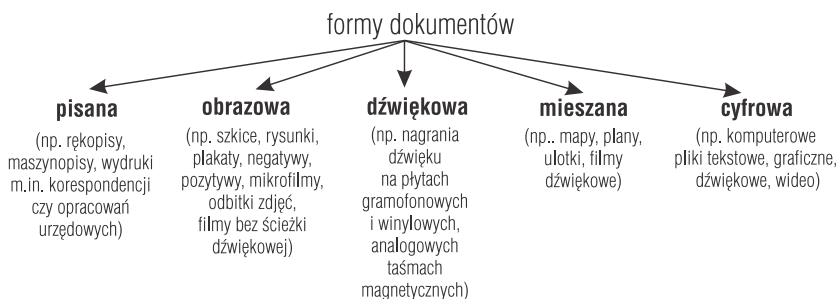 formy dokumentów
pisana
(np. rękopisy,
maszynopisy, wydruki
m.in. korespondencji
czy opracowań
urzędowych)
obrazowa
(np. szkice, rysunki,
plakaty, negatywy,
pozytywy, mikrofilmy,
odbitki zdjęć,
filmy bez ścieżki
dźwiękowej)
dźwiękowa
(np. nagrania
dźwięku
na płytach
gramofonowych
i winylowych,
analogowych
taśmach
magnetycznych)
mieszana
(np.. mapy, plany,
ulotki, filmy
dźwiękowe)
cyfrowa
(np. komputerowe
pliki tekstowe, graficzne,
dźwiękowe, wideo)